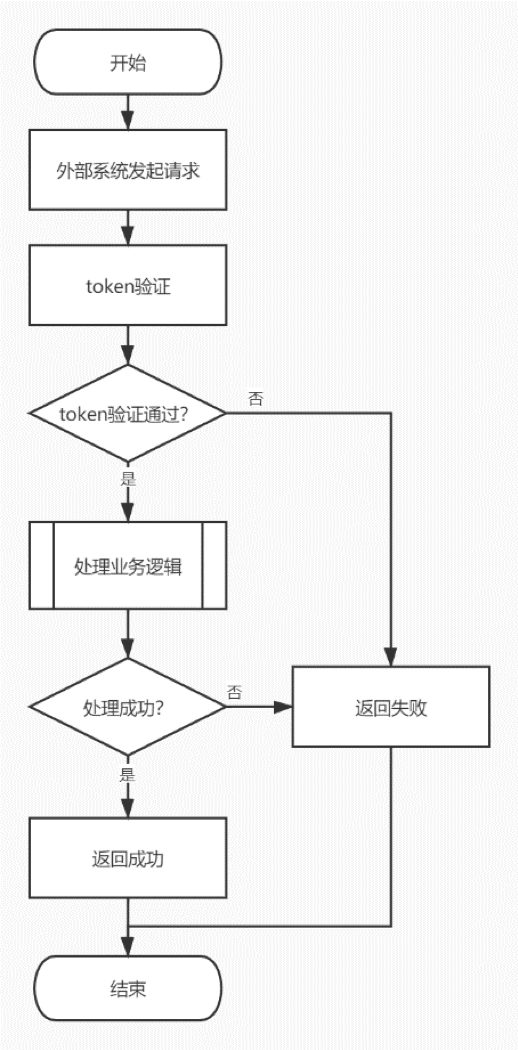 开始
外部系统发起请求
token验证
token验证通过?
否
是
处理业务逻辑
处理成功?
否
返回失败
是
返回成功
结束